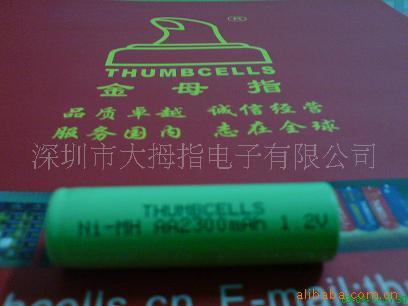 THUMBCELLS
金母指
品质卓越 诚信经营
服务国内 志在全球
深圳市大拇指电子有限公司
THUMBCELLS
Ni-MH AA2300mAh 1.2V
alibaba.com.cn